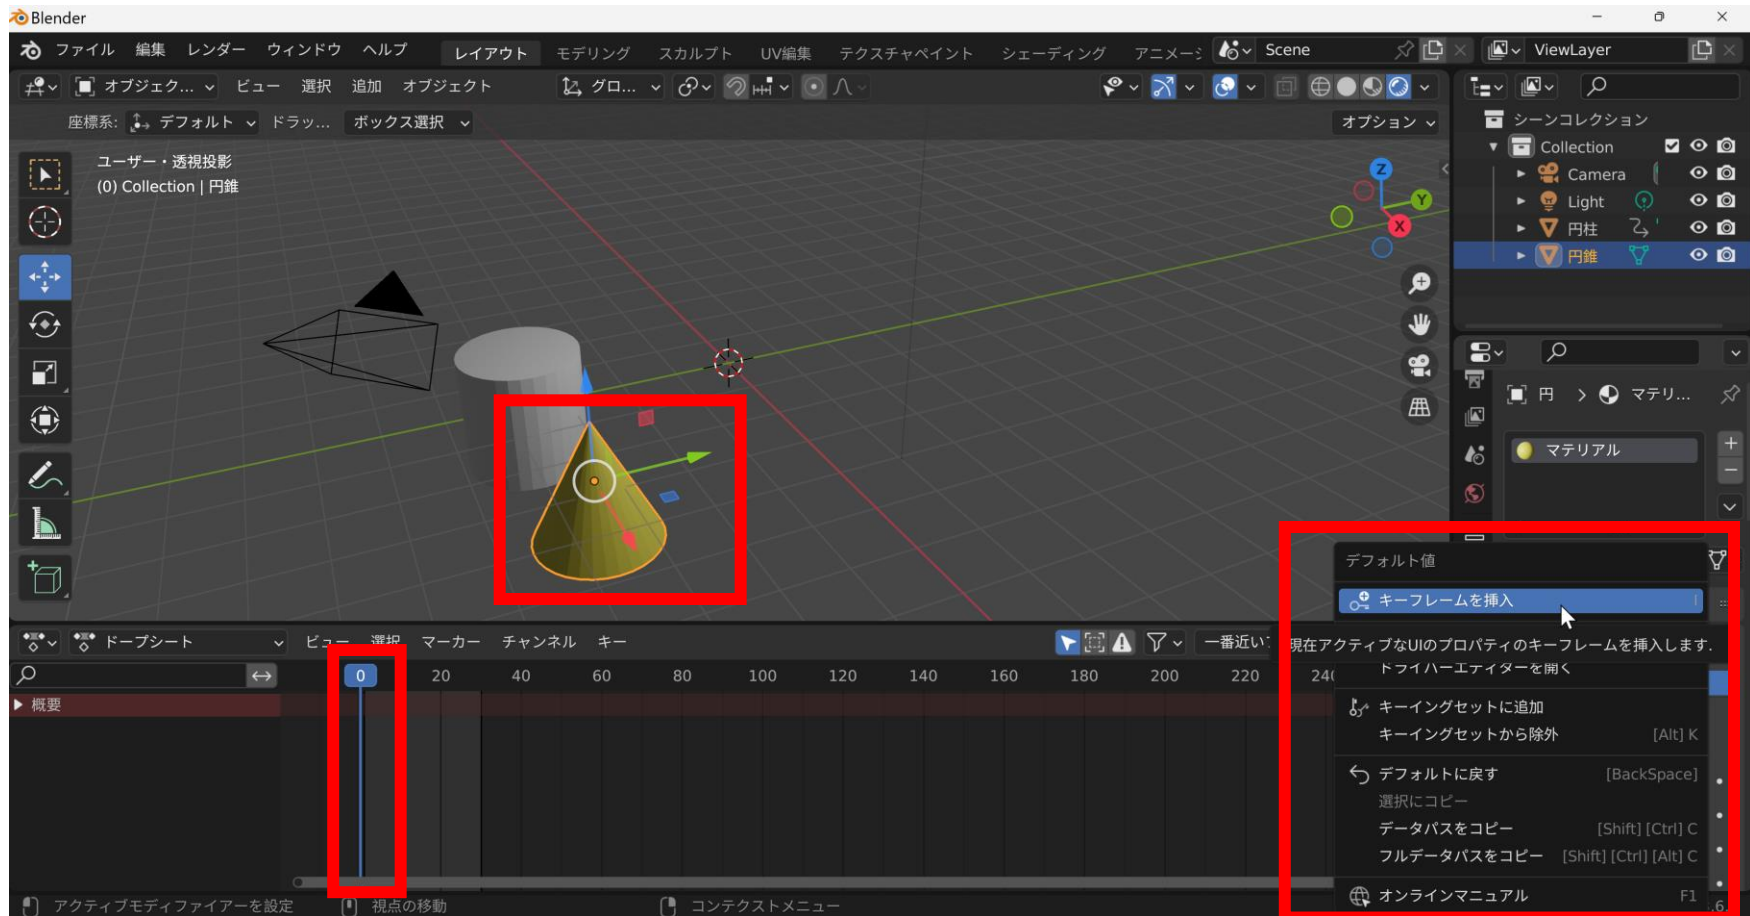 Blender
ファイル 編集 レンダー ウィンドウ ヘルプ レイアウト モデリング スカルプト UV編集 テクスチャペイント シェーディング アニメー Scene ViewLayer
オブジェク... ビュー 選択 追加 オブジェクト グロ...
座標系: デフォルト ドラッ... ボックス選択 オプション
シーンコレクション
ユーザー・透視投影
(0) Collection | 円錐
Collection
Camera
Light
円柱
円錐
Z
Y
X
円 > マテリ...
マテリアル
デフォルト値
キーフレームを挿入 I
現在アクティブなUIのプロパティのキーフレームを挿入します.
ドライバーエディターを開く
キーイングセットに追加
キーイングセットから除外 [Alt] K
デフォルトに戻す [BackSpace]
選択にコピー
データパスをコピー [Shift] [Ctrl] C
フルデータパスをコピー [Shift] [Ctrl] [Alt] C
オンラインマニュアル F1
ドープシート ビュー 選択 マーカー チャンネル キー 一番近い
0 20 40 60 80 100 120 140 160 180 200 220 240
概要
アクティブモディファイアーを設定 視点の移動 コンテクストメニュー